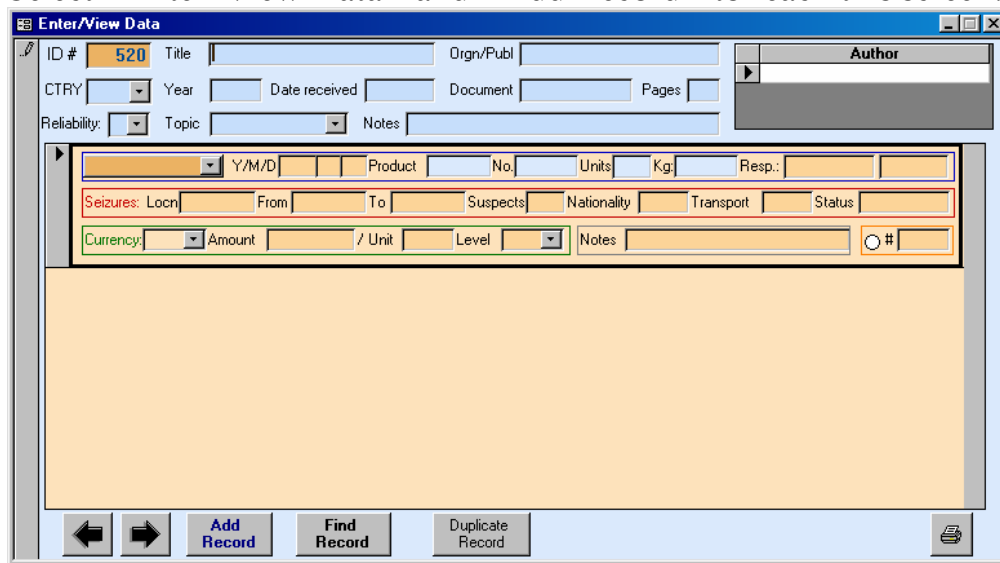 Enter/View Data
ID # 520 Title Orgn/Publ Author
CTRY Year Date received Document Pages
Reliability: Topic Notes
Y/M/D Product No. Units Kg: Resp.:
Seizures: Locn From To Suspects Nationality Transport Status
Currency: Amount / Unit Level Notes #
Add Record Find Record Duplicate Record